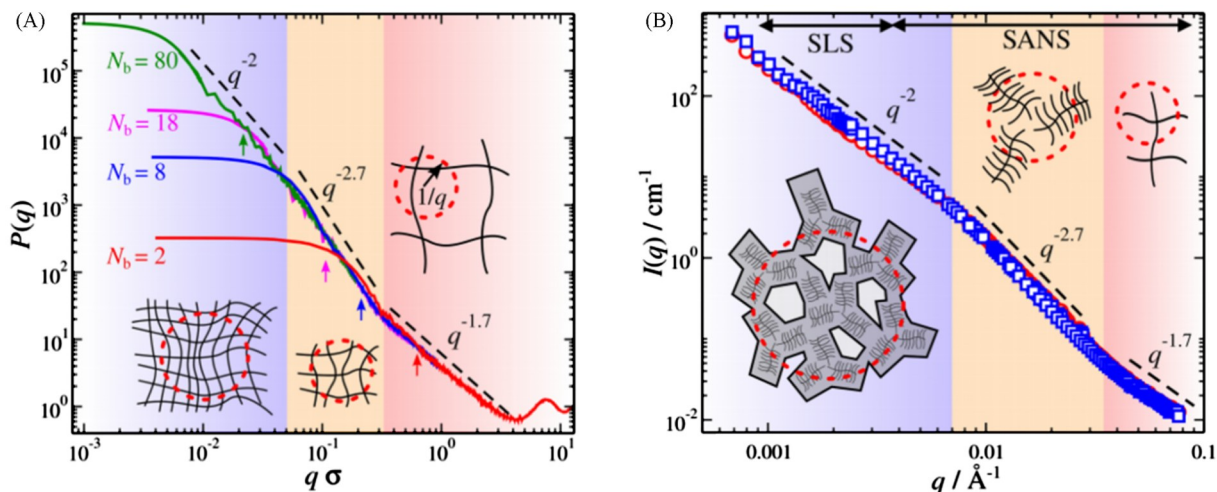 (A)
N_b = 80
N_b = 18
N_b = 8
N_b = 2
q^-2
q^-2.7
1/q
q^-1.7
P(q)
10^5
10^4
10^3
10^2
10^1
10^0
10^-3
10^-2
10^-1
10^0
10^1
q σ
(B)
SLS
SANS
q^-2
q^-2.7
q^-1.7
I(q) / cm^-1
10^2
10^0
10^-2
0.001
0.01
0.1
q / Å^-1